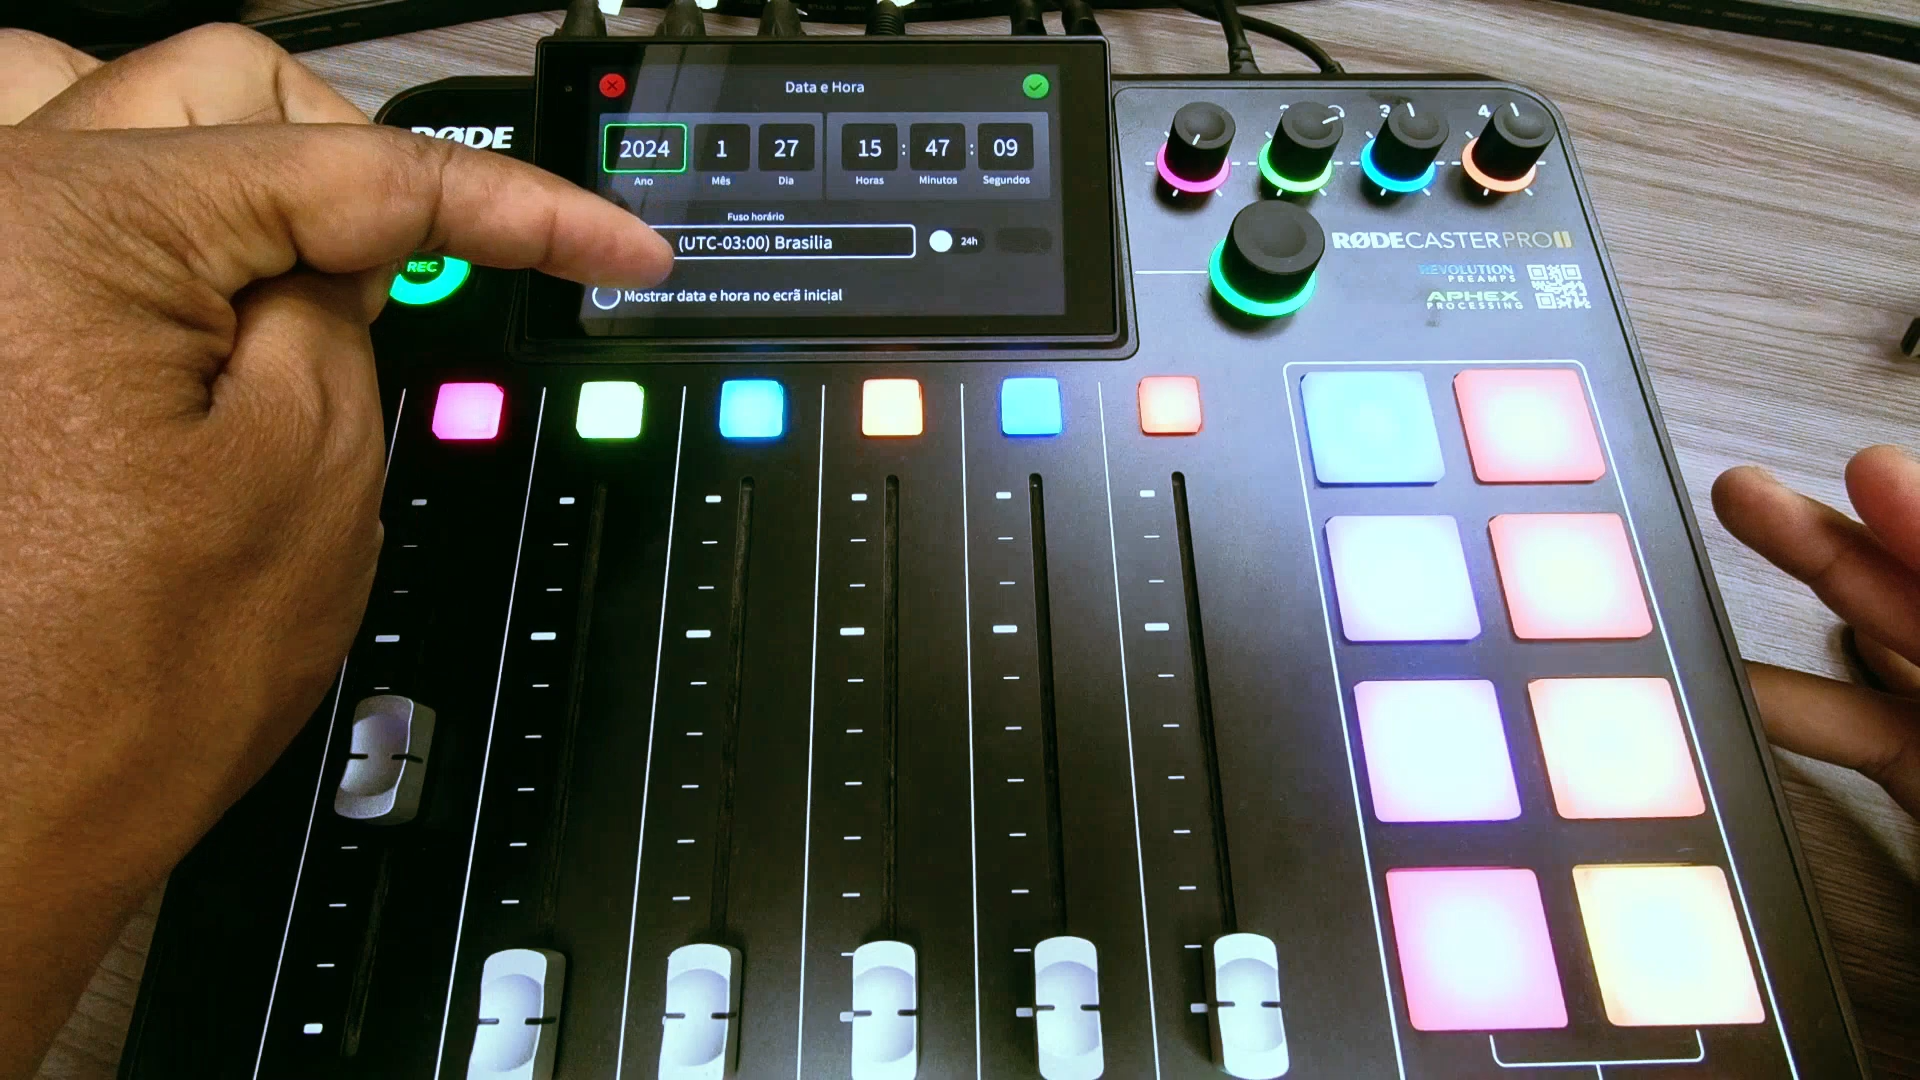 Data e Hora
2024 1 27 15 : 47 : 09
Ano Mês Dia Horas Minutos Segundos
Fuso horário
(UTC-03:00) Brasilia
24h
Mostrar data e hora no ecrã inicial
RØDE
REC
2 3 4
RØDECASTER PRO II
REVOLUTION
PREAMPS
APHEX
PROCESSING